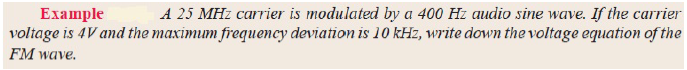 Example A 25 MHz carrier is modulated by a 400 Hz audio sine wave. If the carrier
voltage is 4V and the maximum frequency deviation is 10 kHz, write down the voltage equation of the
FM wave.